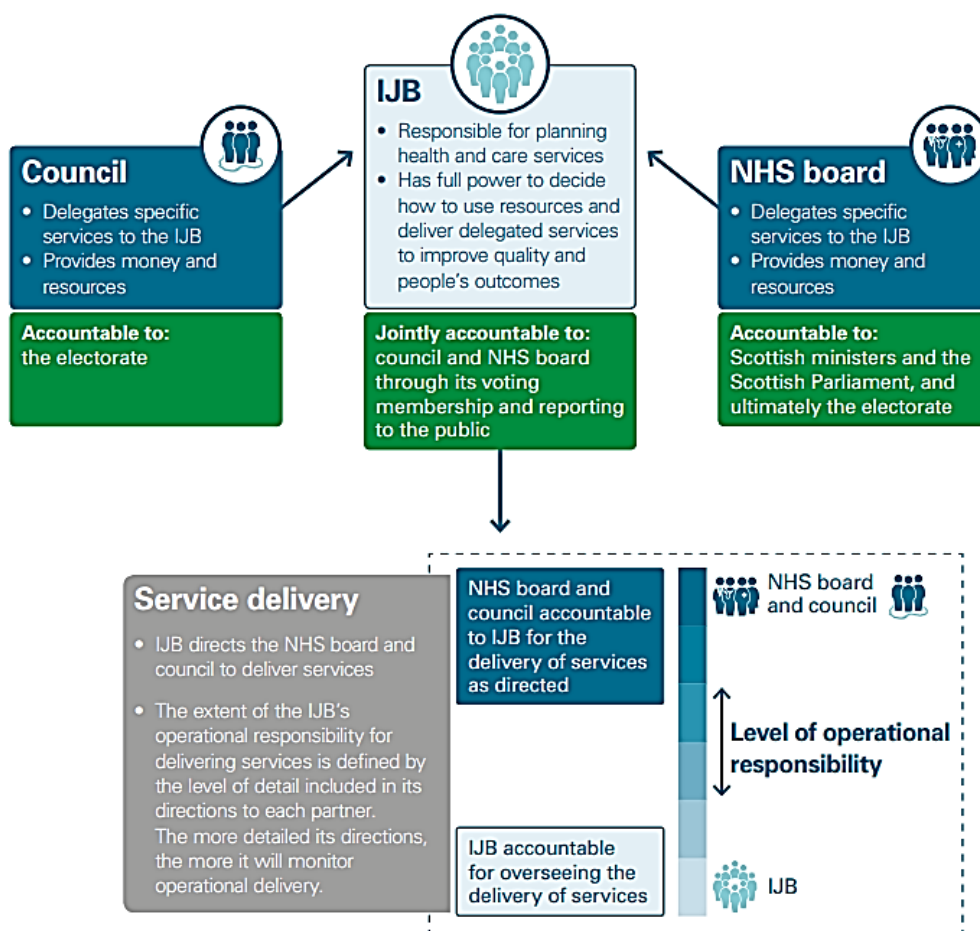 IJB
• Responsible for planning
health and care services
• Has full power to decide
how to use resources and
deliver delegated services
to improve quality and
people's outcomes
Council
• Delegates specific
services to the IJB
• Provides money and
resources
NHS board
• Delegates specific
services to the IJB
• Provides money and
resources
Accountable to:
the electorate
Jointly accountable to:
council and NHS board
through its voting
membership and reporting
to the public
Accountable to:
Scottish ministers and the
Scottish Parliament, and
ultimately the electorate
Service delivery
• IJB directs the NHS board and
council to deliver services
• The extent of the IJB's
operational responsibility for
delivering services is defined by
the level of detail included in its
directions to each partner.
The more detailed its directions,
the more it will monitor
operational delivery.
NHS board and
council accountable
to IJB for the
delivery of services
as directed
IJB accountable
for overseeing the
delivery of services
NHS board
and council
Level of operational
responsibility
IJB